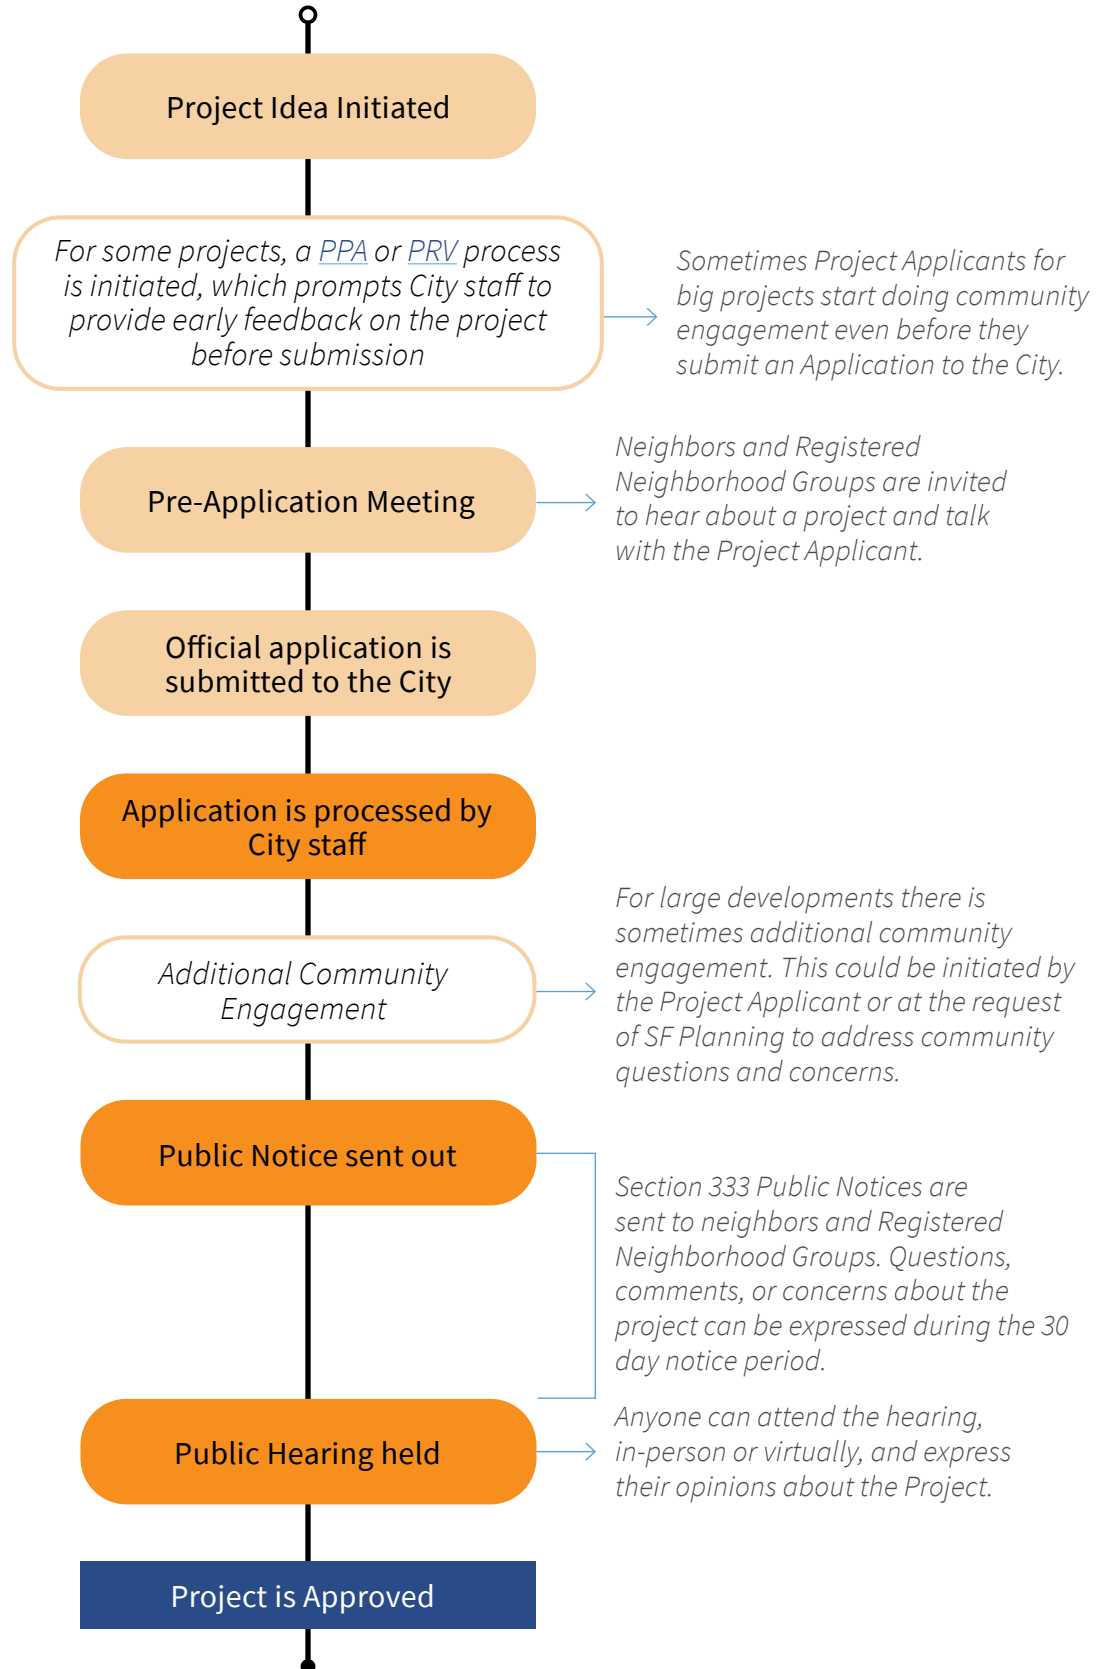 Project Idea Initiated
For some projects, a PPA or PRV process
is initiated, which prompts City staff to
provide early feedback on the project
before submission
Sometimes Project Applicants for
big projects start doing community
engagement even before they
submit an Application to the City.
Pre-Application Meeting
Neighbors and Registered
Neighborhood Groups are invited
to hear about a project and talk
with the Project Applicant.
Official application is
submitted to the City
Application is processed by
City staff
Additional Community
Engagement
For large developments there is
sometimes additional community
engagement. This could be initiated by
the Project Applicant or at the request
of SF Planning to address community
questions and concerns.
Public Notice sent out
Section 333 Public Notices are
sent to neighbors and Registered
Neighborhood Groups. Questions,
comments, or concerns about the
project can be expressed during the 30
day notice period.
Public Hearing held
Anyone can attend the hearing,
in-person or virtually, and express
their opinions about the Project.
Project is Approved